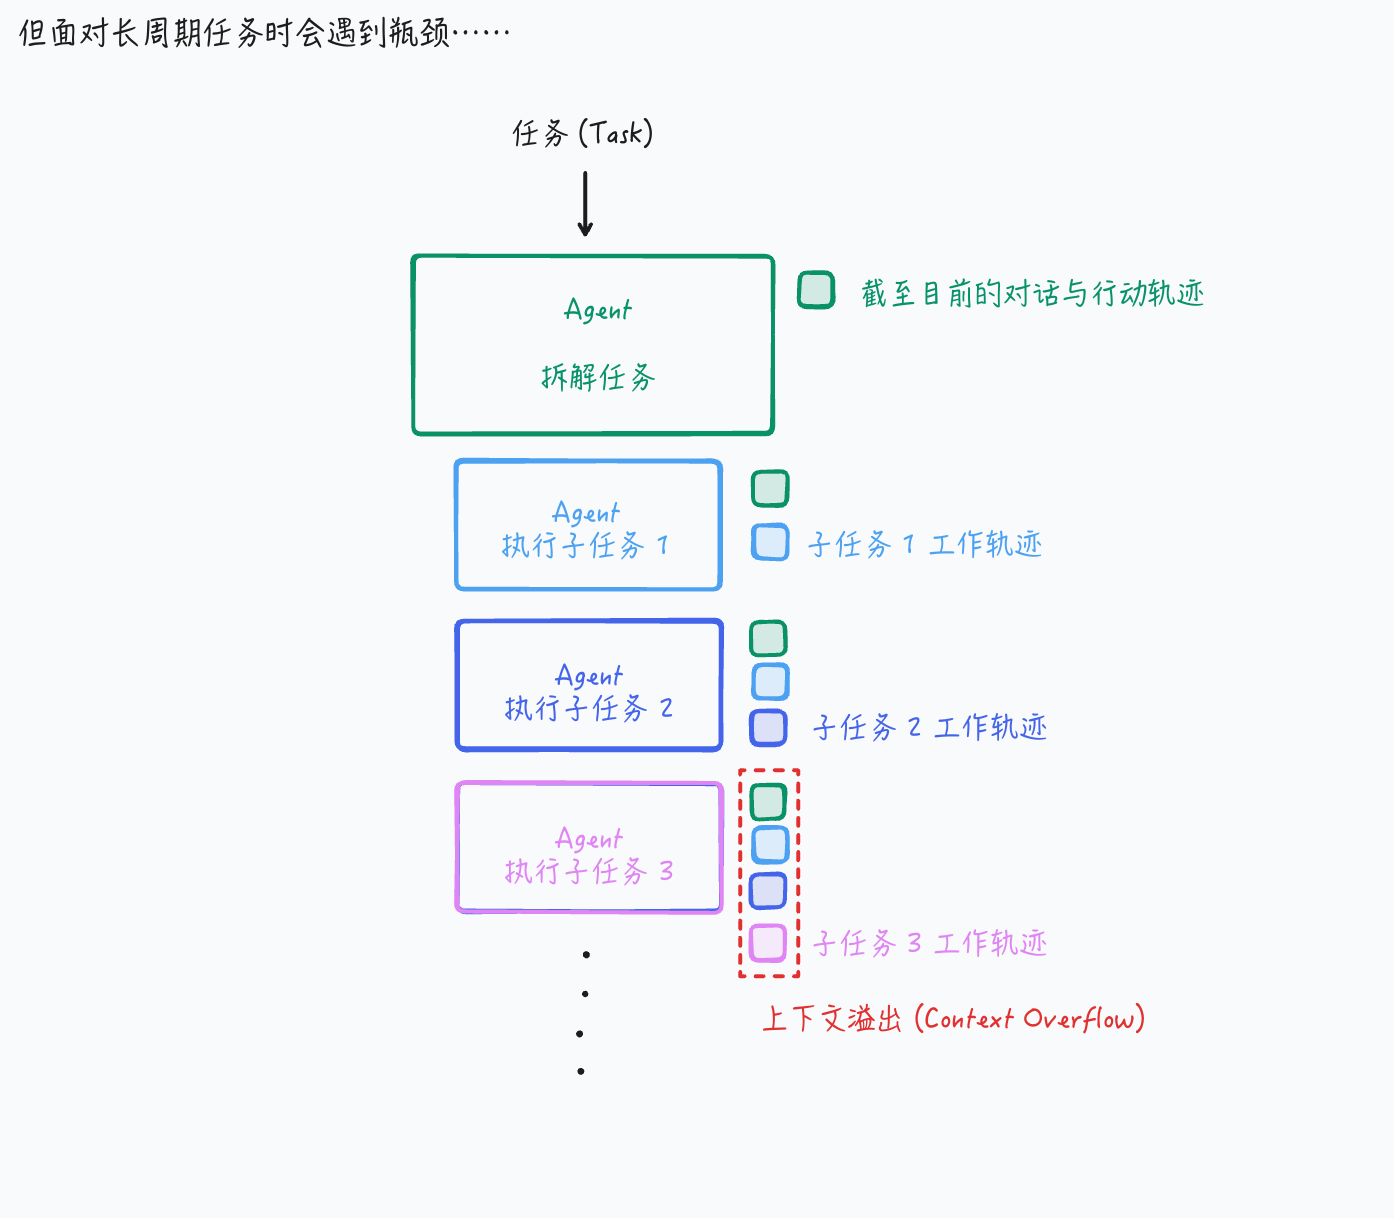 但面对长周期任务时会遇到瓶颈……
任务 (Task)
Agent
拆解任务
截至目前的对话与行动轨迹
Agent
执行子任务 1
子任务 1 工作轨迹
Agent
执行子任务 2
子任务 2 工作轨迹
Agent
执行子任务 3
子任务 3 工作轨迹
上下文溢出 (Context Overflow)